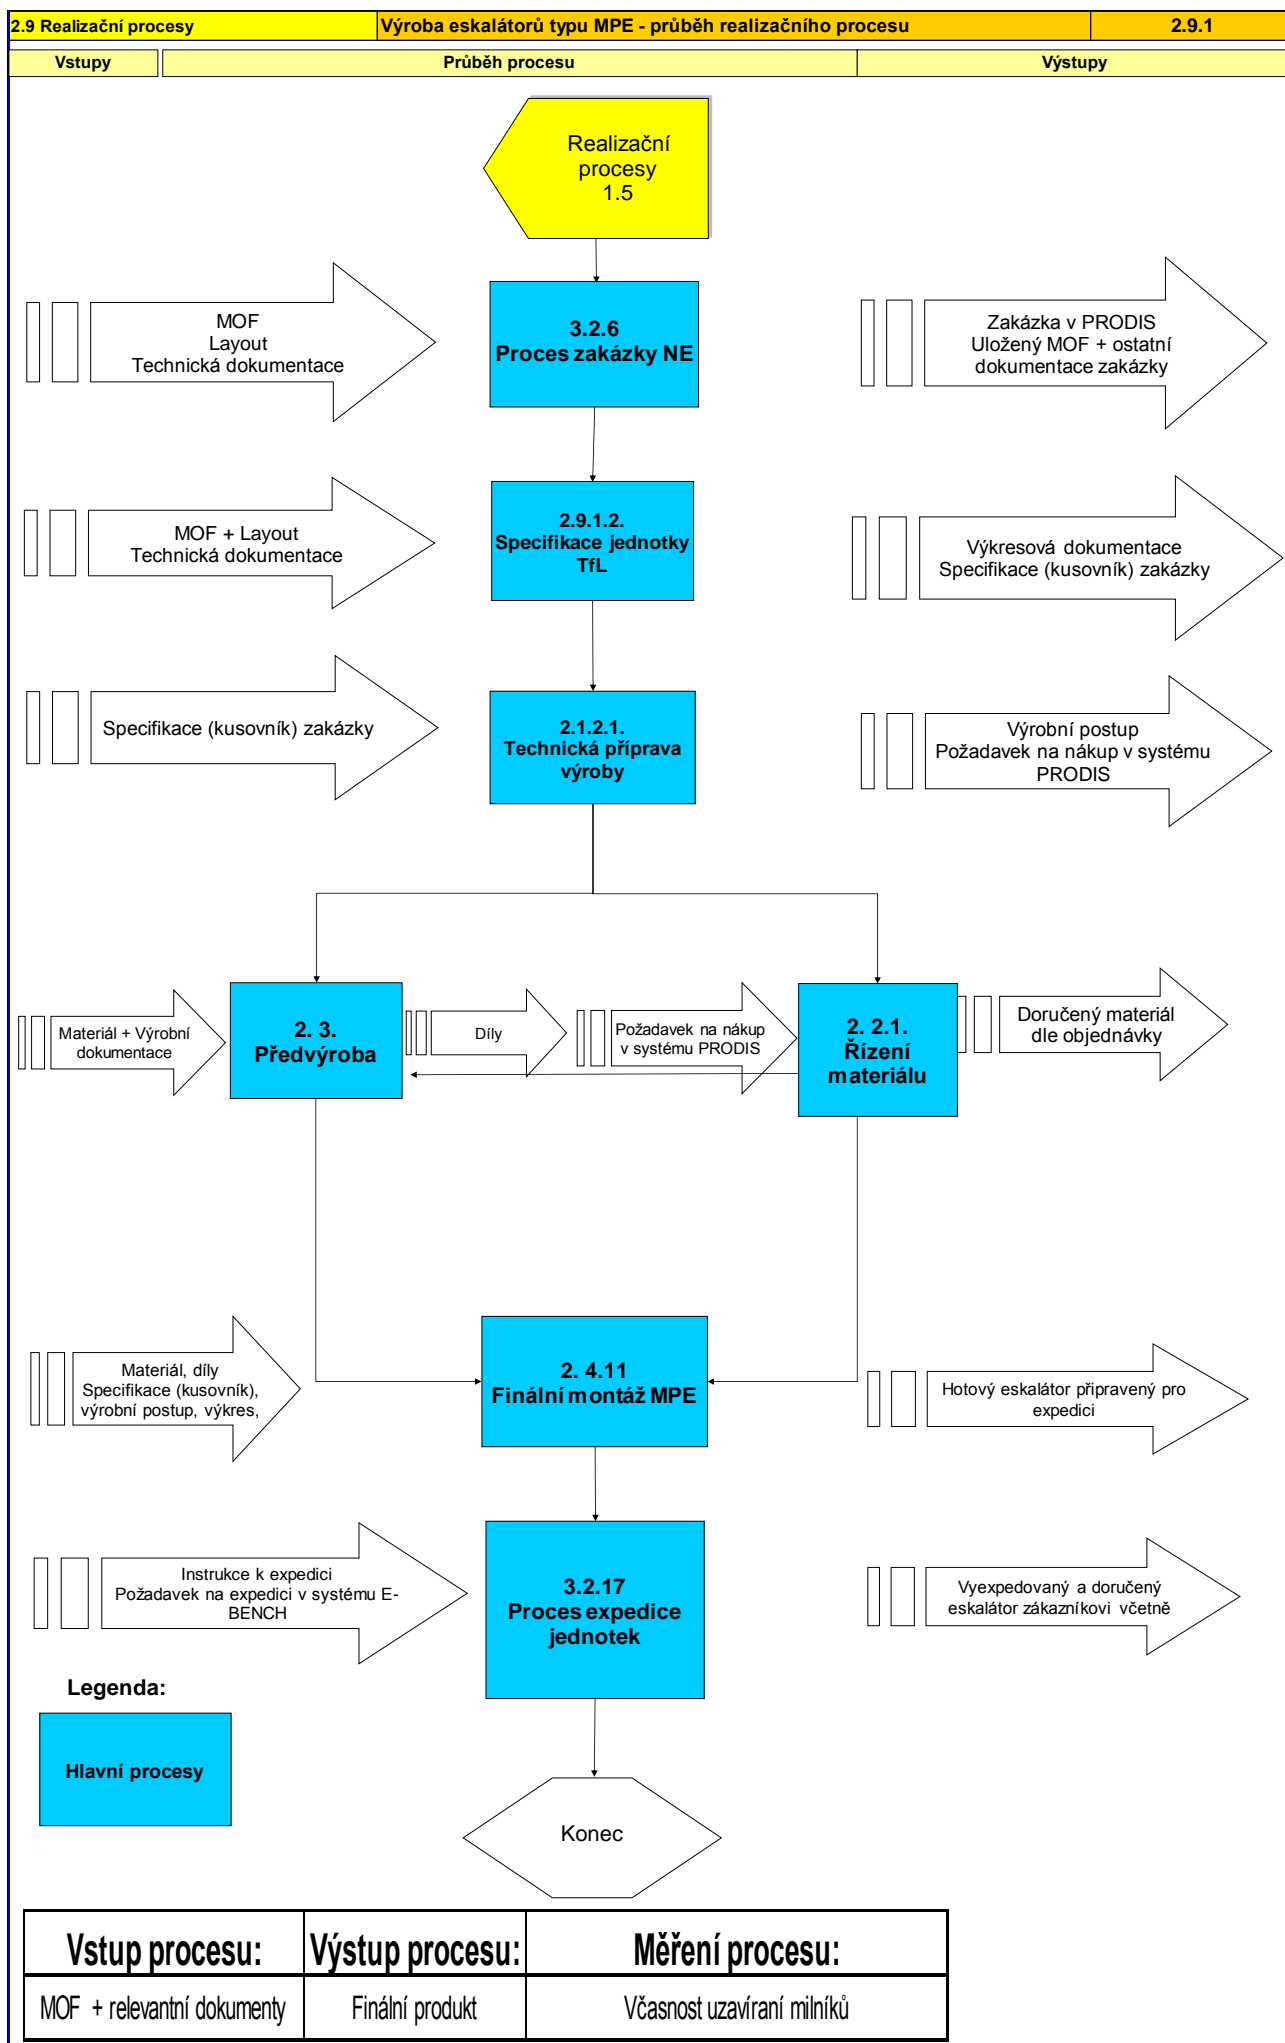 2.9 Realizační procesy
Výroba eskalátorů typu MPE - průběh realizačního procesu
2.9.1
Vstupy
Průběh procesu
Výstupy
Realizační
procesy
1.5
MOF
Layout
Technická dokumentace
3.2.6
Proces zakázky NE
Zakázka v PRODIS
Uložený MOF + ostatní
dokumentace zakázky
MOF + Layout
Technická dokumentace
2.9.1.2.
Specifikace jednotky
TfL
Výkresová dokumentace
Specifikace (kusovník) zakázky
Specifikace (kusovník) zakázky
2.1.2.1.
Technická příprava
výroby
Výrobní postup
Požadavek na nákup v systému
PRODIS
Materiál + Výrobní
dokumentace
2. 3.
Předvýroba
Díly
Požadavek na nákup
v systému PRODIS
2. 2.1.
Řízení
materiálu
Doručený materiál
dle objednávky
Materiál, díly
Specifikace (kusovník),
výrobní postup, výkres,
2. 4.11
Finální montáž MPE
Hotový eskalátor připravený pro
expedici
Instrukce k expedici
Požadavek na expedici v systému E-
BENCH
3.2.17
Proces expedice
jednotek
Vyexpedovaný a doručený
eskalátor zákazníkovi včetně
Legenda:
Hlavní procesy
Konec
Vstup procesu:
Výstup procesu:
Měření procesu:
MOF + relevantní dokumenty
Finální produkt
Včasnost uzavíraní milníků